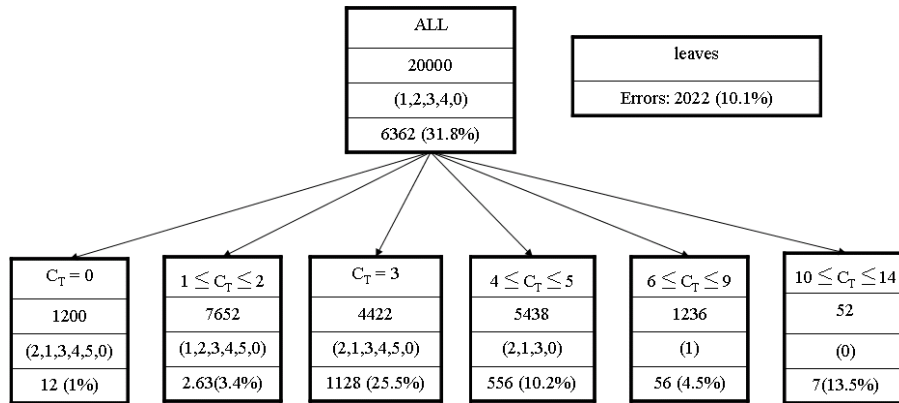 ALL
20000
(1,2,3,4,0)
6362 (31.8%)
leaves
Errors: 2022 (10.1%)
C_T = 0
1200
(2,1,3,4,5,0)
12 (1%)
1 ≤ C_T ≤ 2
7652
(1,2,3,4,5,0)
2.63(3.4%)
C_T = 3
4422
(2,1,3,4,5,0)
1128 (25.5%)
4 ≤ C_T ≤ 5
5438
(2,1,3,0)
556 (10.2%)
6 ≤ C_T ≤ 9
1236
(1)
56 (4.5%)
10 ≤ C_T ≤ 14
52
(0)
7(13.5%)